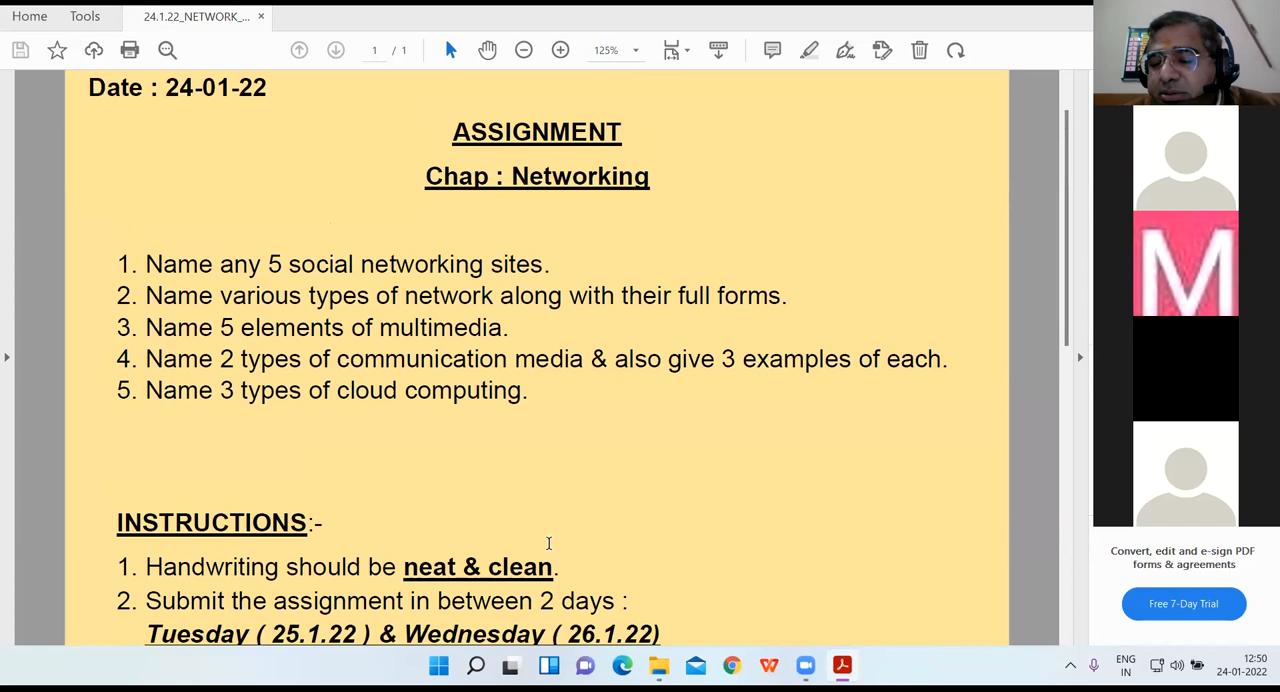 Home Tools 24.1.22_NETWORK_... ×
1 / 1 125%
Date : 24-01-22
ASSIGNMENT
Chap : Networking
1. Name any 5 social networking sites.
2. Name various types of network along with their full forms.
3. Name 5 elements of multimedia.
4. Name 2 types of communication media & also give 3 examples of each.
5. Name 3 types of cloud computing.
INSTRUCTIONS:-
1. Handwriting should be neat & clean.
2. Submit the assignment in between 2 days :
Tuesday ( 25.1.22 ) & Wednesday ( 26.1.22)
M
Convert, edit and e-sign PDF
forms & agreements
Free 7-Day Trial
ENG
IN
12:50
24-01-2022